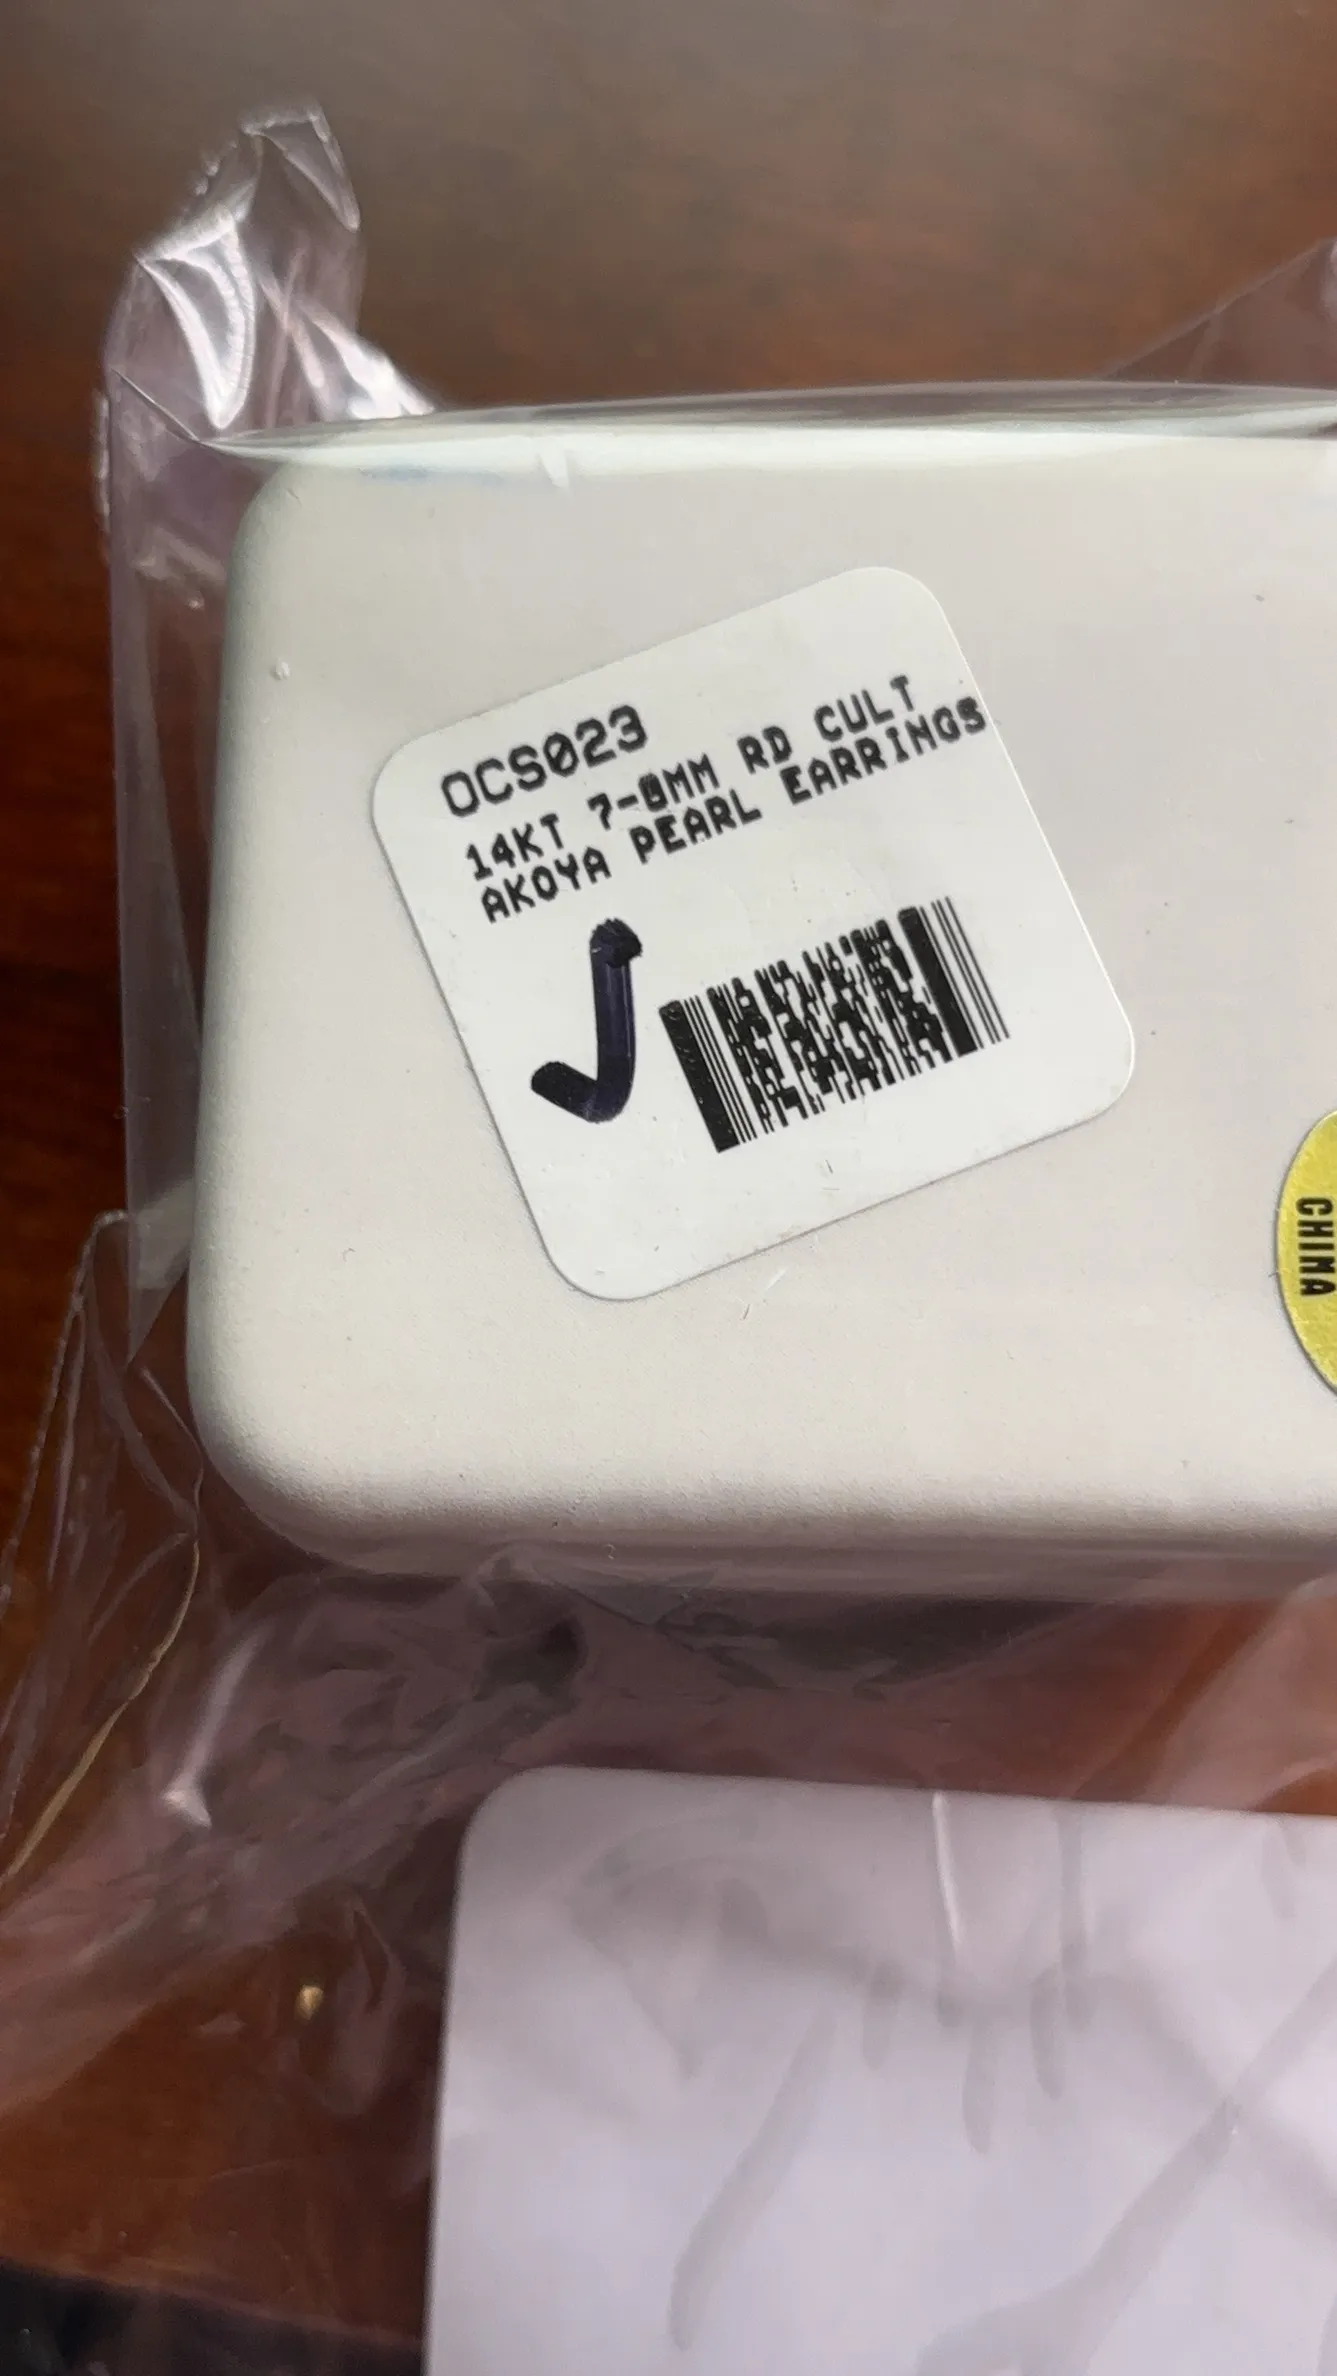 OCS023
14KT 7-8MM RD CULT
AKOYA PEARL EARRINGS
CHINA